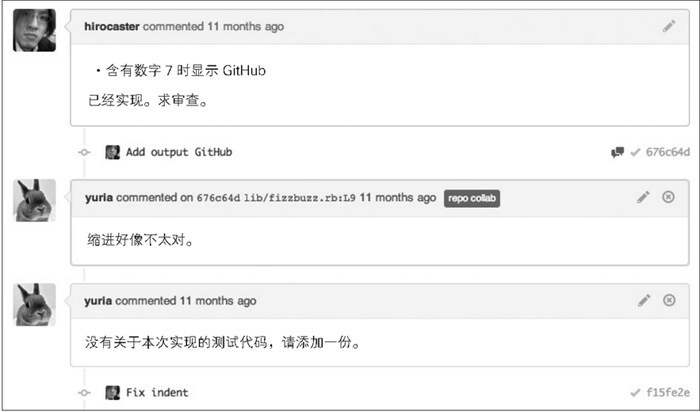 hirocaster commented 11 months ago
・含有数字 7 时显示 GitHub
已经实现。求审查。
Add output GitHub 676c64d
yuria commented on 676c64d lib/fizzbuzz.rb:L9 11 months ago repo collab
缩进好像不太对。
yuria commented 11 months ago
没有关于本次实现的测试代码，请添加一份。
Fix indent f15fe2e